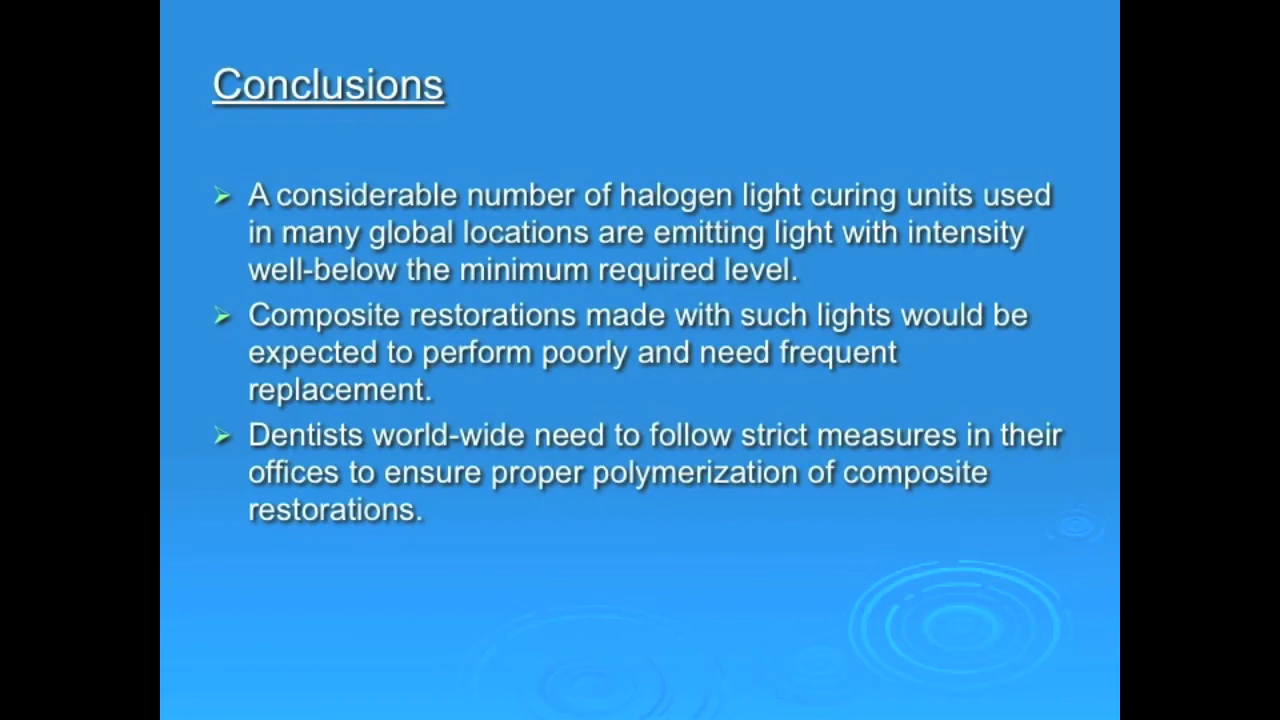 Conclusions
A considerable number of halogen light curing units used
in many global locations are emitting light with intensity
well-below the minimum required level.
Composite restorations made with such lights would be
expected to perform poorly and need frequent
replacement.
Dentists world-wide need to follow strict measures in their
offices to ensure proper polymerization of composite
restorations.